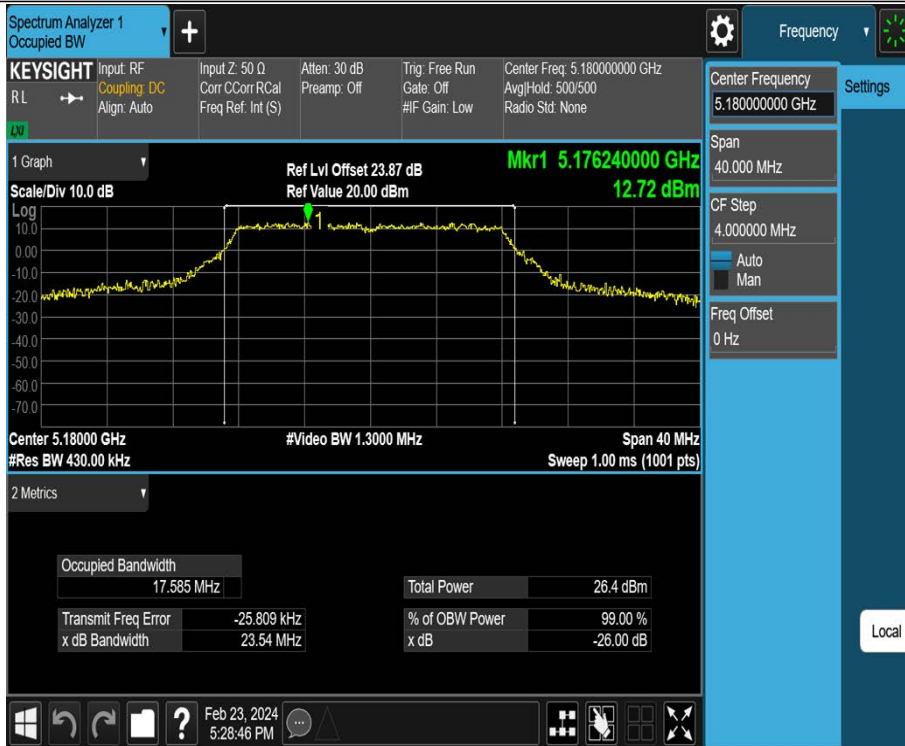 Spectrum Analyzer 1
Occupied BW
+
Frequency
KEYSIGHT
R L
LXI
Input: RF
Coupling: DC
Align: Auto
Input Z: 50 Ω
Corr CCorr RCal
Freq Ref: Int (S)
Atten: 30 dB
Preamp: Off
Trig: Free Run
Gate: Off
#IF Gain: Low
Center Freq: 5.180000000 GHz
Avg|Hold: 500/500
Radio Std: None
Center Frequency
5.180000000 GHz
Settings
Span
40.000 MHz
CF Step
4.000000 MHz
Auto
Man
Freq Offset
0 Hz
Local
1 Graph
Scale/Div 10.0 dB
Ref Lvl Offset 23.87 dB
Ref Value 20.00 dBm
Mkr1 5.176240000 GHz
12.72 dBm
Log
10.0
0.00
-10.0
-20.0
-30.0
-40.0
-50.0
-60.0
-70.0
1
Center 5.18000 GHz
#Res BW 430.00 kHz
#Video BW 1.3000 MHz
Span 40 MHz
Sweep 1.00 ms (1001 pts)
2 Metrics
Occupied Bandwidth
17.585 MHz
Transmit Freq Error -25.809 kHz
x dB Bandwidth 23.54 MHz
Total Power 26.4 dBm
% of OBW Power 99.00 %
x dB -26.00 dB
?
Feb 23, 2024
5:28:46 PM